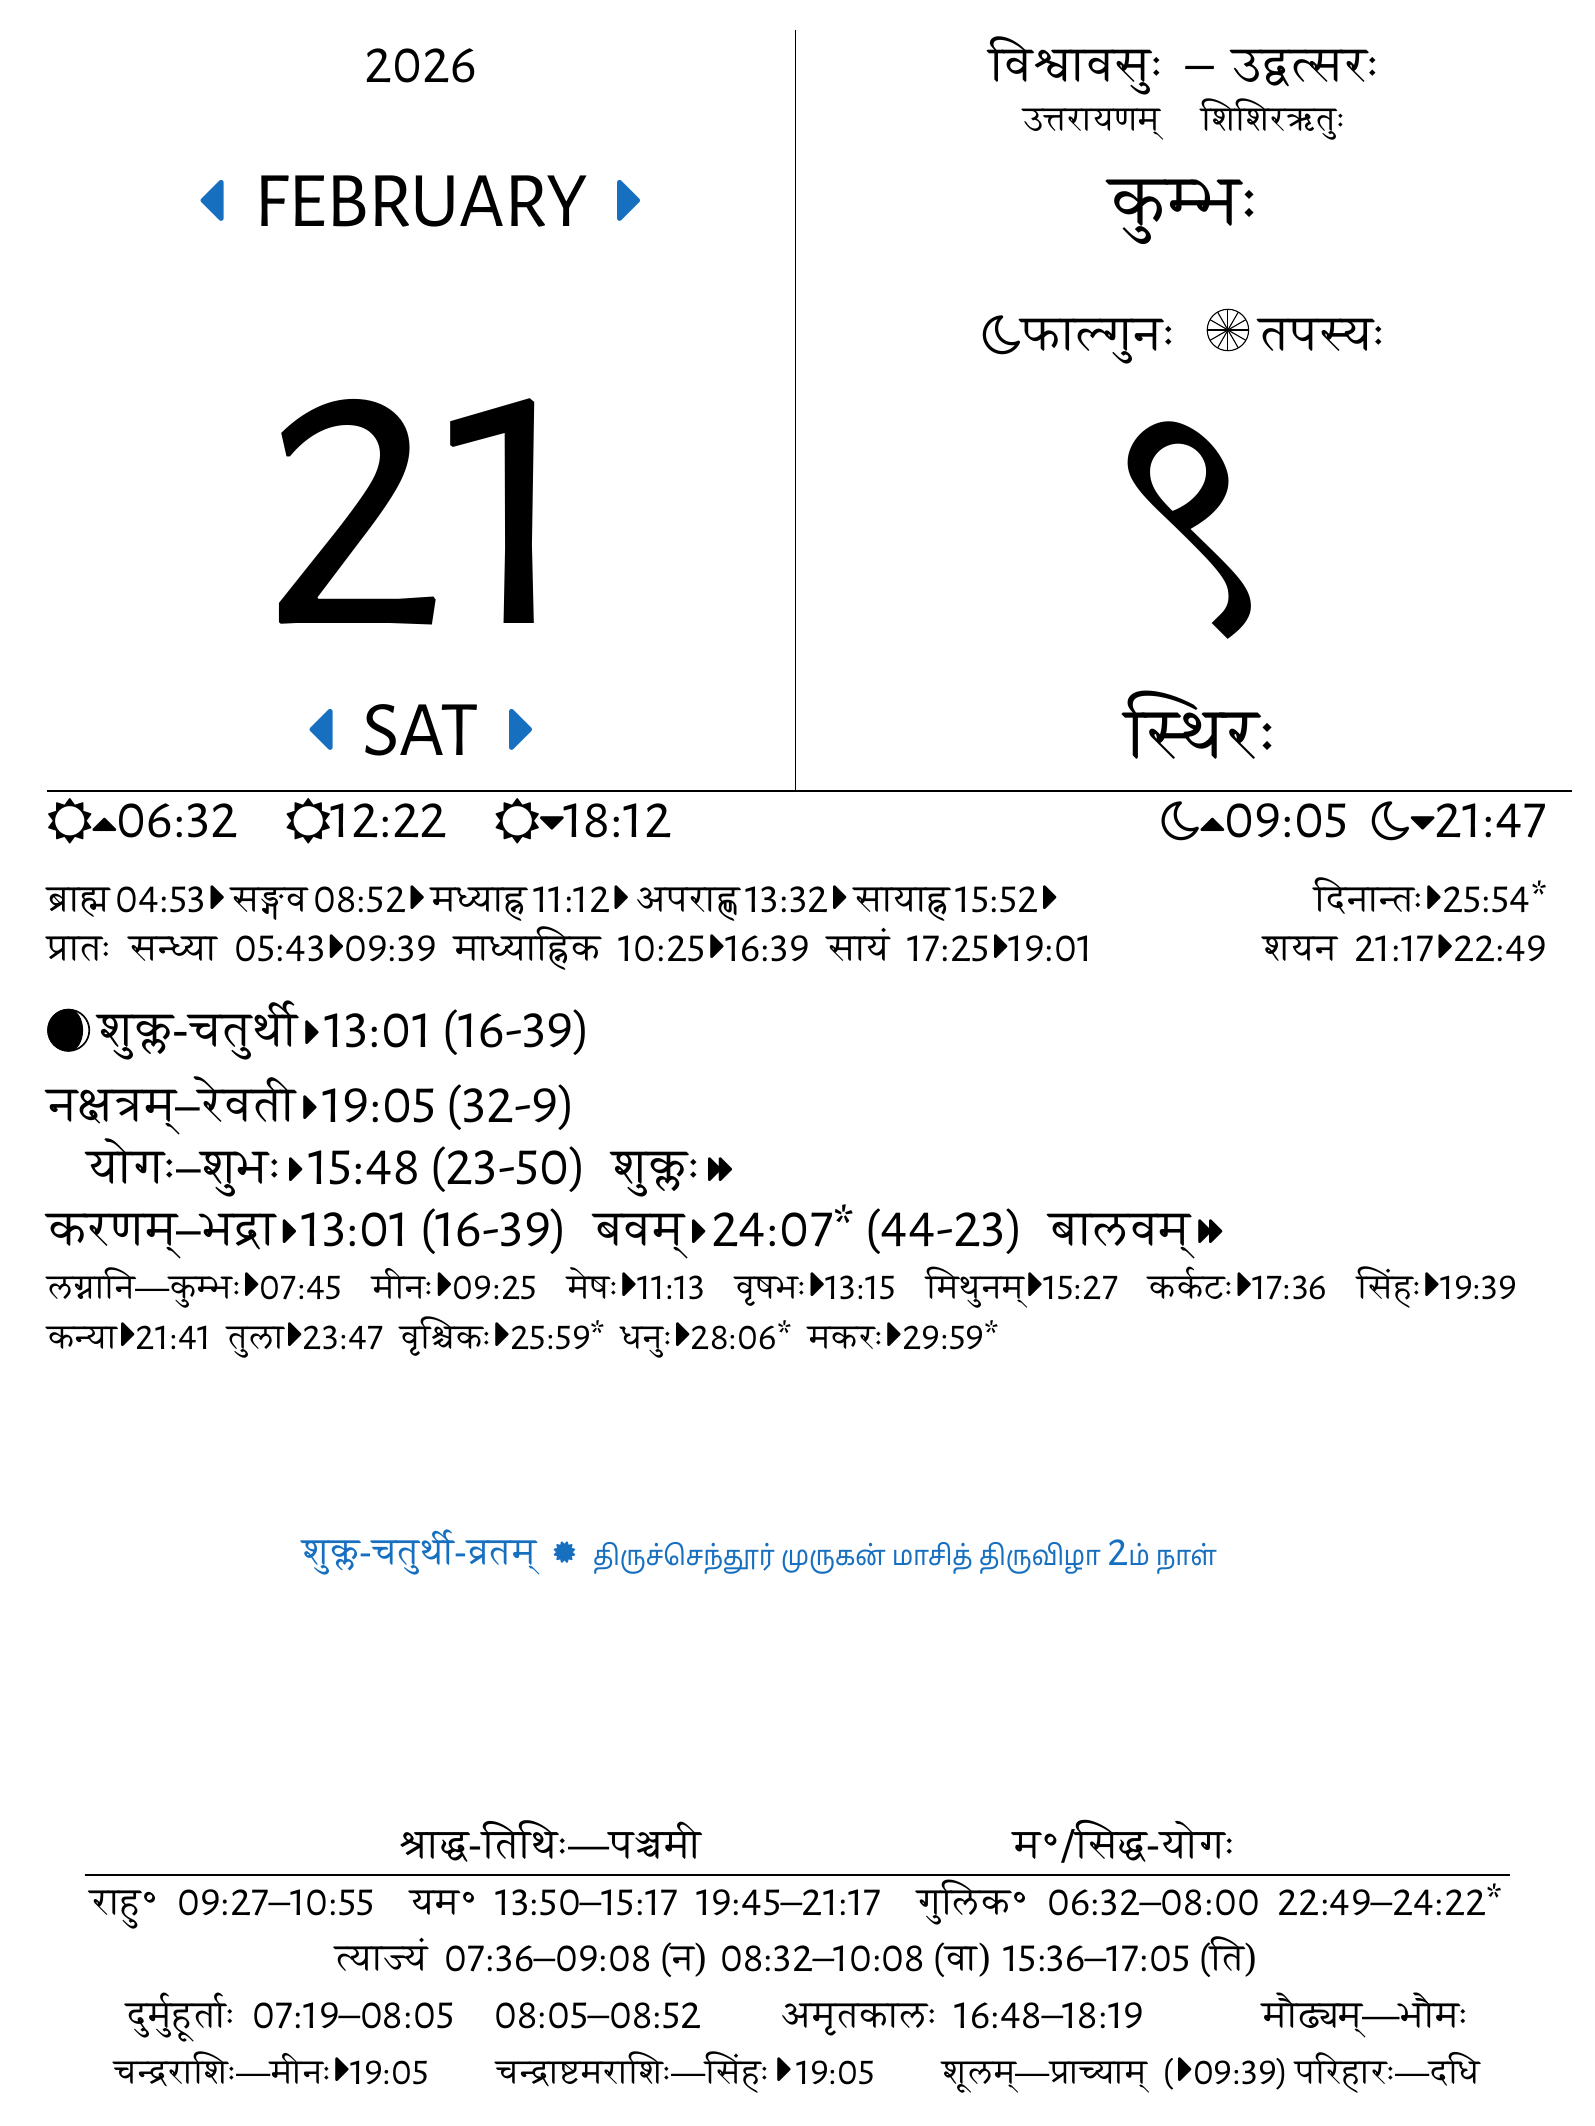 2026
FEBRUARY
21
SAT
विश्वावसुः – उद्वत्सरः
उत्तरायणम् शिशिरऋतुः
कुम्भः
फाल्गुनः तपस्यः
९
स्थिरः
06:32 12:22 18:12 09:05 21:47
ब्राह्म 04:53 सङ्गव 08:52 मध्याह्न 11:12 अपराह्ण 13:32 सायाह्न 15:52 दिनान्तः 25:54*
प्रातः सन्ध्या 05:43 09:39 माध्याह्निक 10:25 16:39 सायं 17:25 19:01 शयन 21:17 22:49
शुक्ल-चतुर्थी 13:01 (16-39)
नक्षत्रम्–रेवती 19:05 (32-9)
योगः–शुभः 15:48 (23-50) शुक्लः
करणम्–भद्रा 13:01 (16-39) बवम् 24:07* (44-23) बालवम्
लग्नानि—कुम्भः 07:45 मीनः 09:25 मेषः 11:13 वृषभः 13:15 मिथुनम् 15:27 कर्कटः 17:36 सिंहः 19:39
कन्या 21:41 तुला 23:47 वृश्चिकः 25:59* धनुः 28:06* मकरः 29:59*
शुक्ल-चतुर्थी-व्रतम् திருச்செந்தூர் முருகன் மாசித் திருவிழா 2ம் நாள்
श्राद्ध-तिथिः—पञ्चमी म॰/सिद्ध-योगः
राहु॰ 09:27–10:55 यम॰ 13:50–15:17 19:45–21:17 गुलिक॰ 06:32–08:00 22:49–24:22*
त्याज्यं 07:36–09:08 (न) 08:32–10:08 (वा) 15:36–17:05 (ति)
दुर्मुहूर्ताः 07:19–08:05 08:05–08:52 अमृतकालः 16:48–18:19 मौढ्यम्—भौमः
चन्द्रराशिः—मीनः 19:05 चन्द्राष्टमराशिः—सिंहः 19:05 शूलम्—प्राच्याम् (09:39) परिहारः—दधि